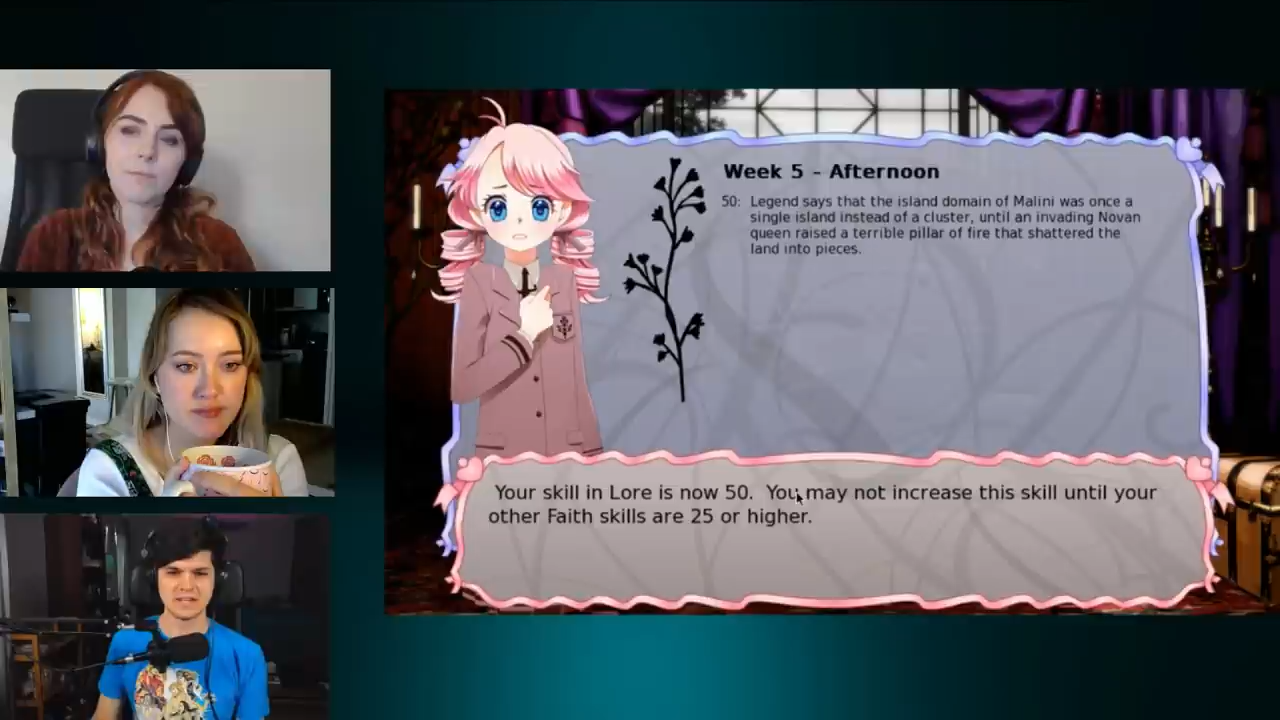 Week 5 - Afternoon
50: Legend says that the island domain of Malini was once a
single island instead of a cluster, until an invading Novan
queen raised a terrible pillar of fire that shattered the
land into pieces.
Your skill in Lore is now 50. You may not increase this skill until your
other Faith skills are 25 or higher.